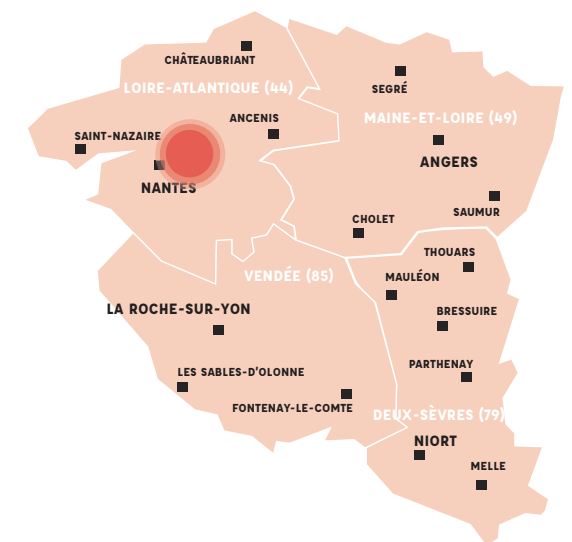 CHÂTEAUBRIANT
LOIRE-ATLANTIQUE (44)
SEGRÉ
ANCENIS
MAINE-ET-LOIRE (49)
SAINT-NAZAIRE
ANGERS
NANTES
SAUMUR
CHOLET
THOUARS
VENDÉE (85)
MAULÉON
LA ROCHE-SUR-YON
BRESSUIRE
PARTHENAY
LES SABLES-D'OLONNE
FONTENAY-LE-COMTE
DEUX-SÈVRES (79)
NIORT
MELLE